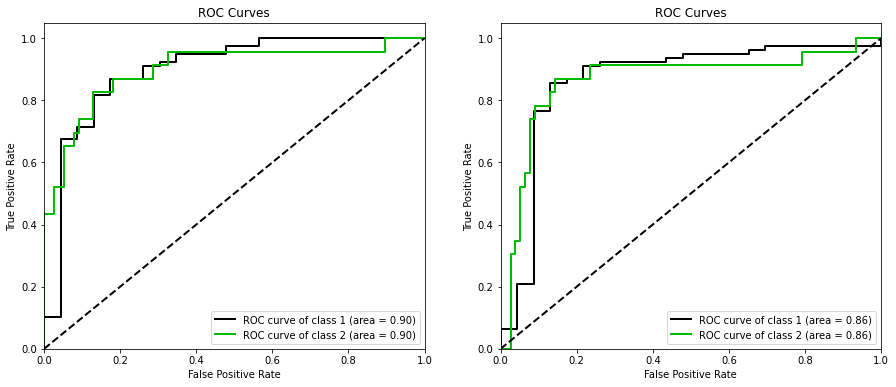 ROC Curves
True Positive Rate
1.0
0.8
0.6
0.4
0.2
0.0
ROC curve of class 1 (area = 0.90)
ROC curve of class 2 (area = 0.90)
0.0 0.2 0.4 0.6 0.8 1.0
False Positive Rate
ROC Curves
True Positive Rate
1.0
0.8
0.6
0.4
0.2
0.0
ROC curve of class 1 (area = 0.86)
ROC curve of class 2 (area = 0.86)
0.0 0.2 0.4 0.6 0.8 1.0
False Positive Rate